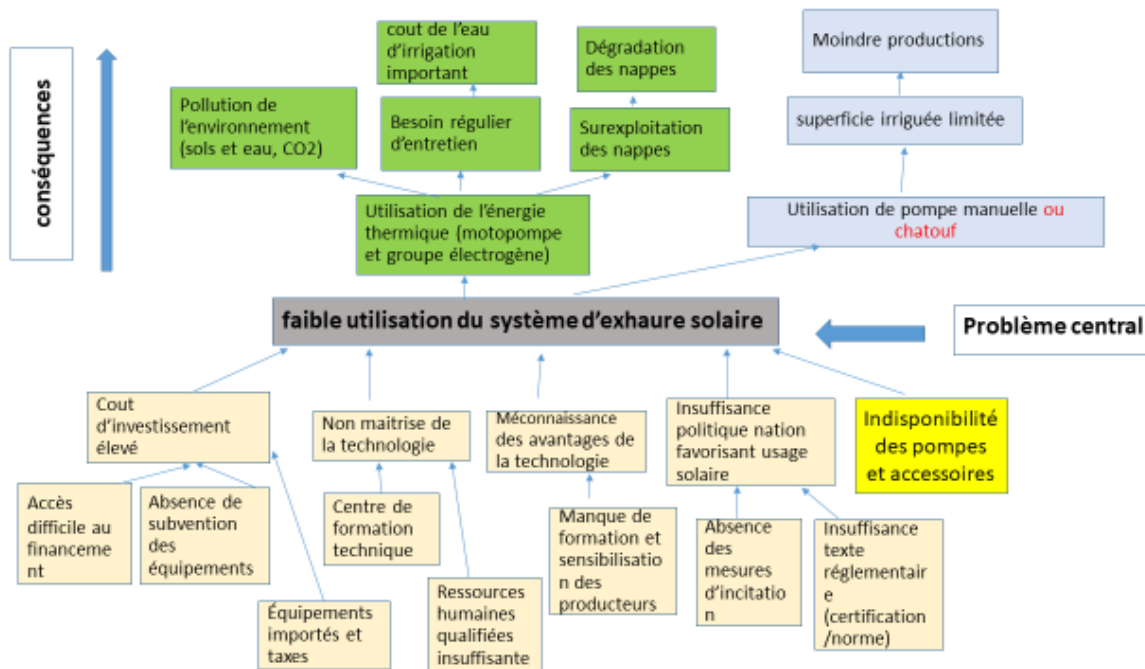 conséquences
cout de l'eau
d'irrigation
important
Dégradation
des nappes
Moindre productions
Pollution de
l'environnement
(sols et eau, CO2)
Besoin régulier
d'entretien
Surexploitation
des nappes
superficie irriguée limitée
Utilisation de l'énergie
thermique (motopompe
et groupe électrogène)
Utilisation de pompe manuelle ou
chatouf
faible utilisation du système d'exhaure solaire
Problème central
Cout
d'investissement
élevé
Non maitrise de
la technologie
Méconnaissance
des avantages de
la technologie
Insuffisance
politique nation
favorisant usage
solaire
Indisponibilité
des pompes
et accessoires
Accès
difficile au
financeme
nt
Absence de
subvention des
équipements
Équipements
importés et
taxes
Centre de
formation
technique
Ressources
humaines
qualifiées
insuffisante
Manque de
formation et
sensibilisatio
n des
producteurs
Absence
des
mesures
d'incitatio
n
Insuffisance
texte
réglementair
e
(certification
/norme)